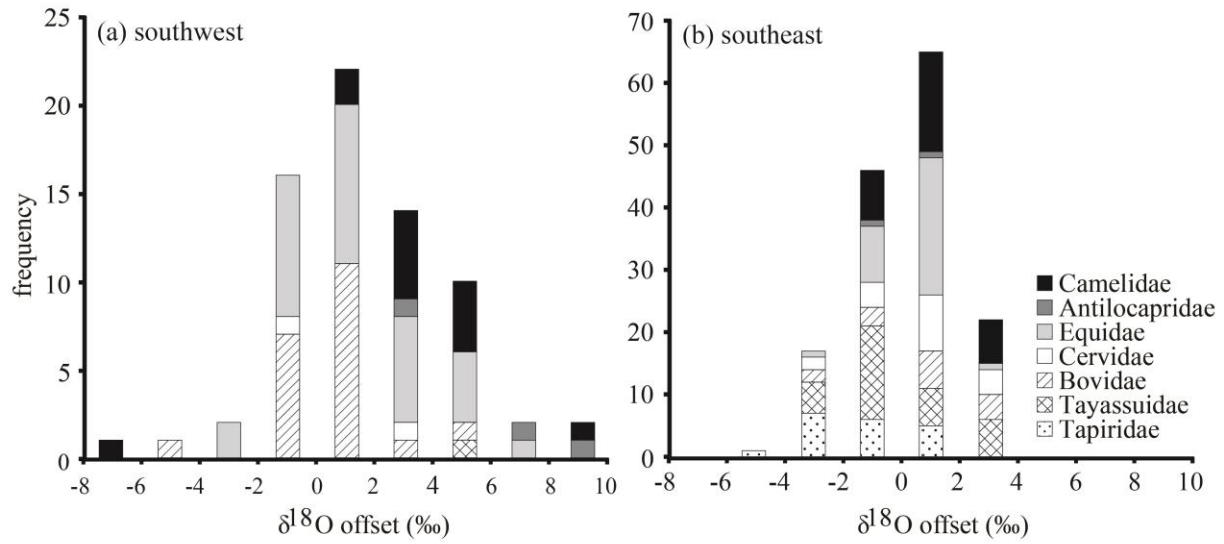 (a) southwest
25
20
15
10
5
0
frequency
-8 -6 -4 -2 0 2 4 6 8 10
δ18O offset (‰)
(b) southeast
70
60
50
40
30
20
10
0
-8 -6 -4 -2 0 2 4 6 8 10
δ18O offset (‰)
Camelidae
Antilocapridae
Equidae
Cervidae
Bovidae
Tayassuidae
Tapiridae